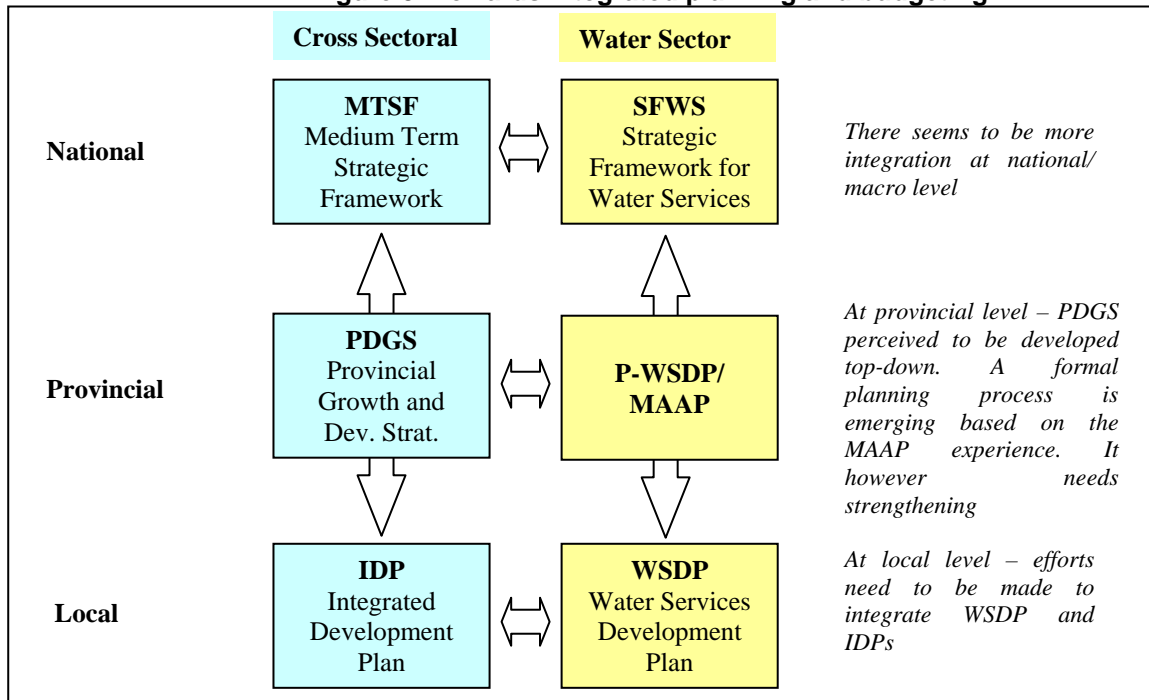 Cross Sectoral
Water Sector
National
MTSF
Medium Term
Strategic
Framework
SFWS
Strategic
Framework for
Water Services
There seems to be more
integration at national/
macro level
Provincial
PDGS
Provincial
Growth and
Dev. Strat.
P-WSDP/
MAAP
At provincial level – PDGS
perceived to be developed
top-down. A formal
planning process is
emerging based on the
MAAP experience. It
however needs
strengthening
Local
IDP
Integrated
Development
Plan
WSDP
Water Services
Development
Plan
At local level – efforts
need to be made to
integrate WSDP and
IDPs